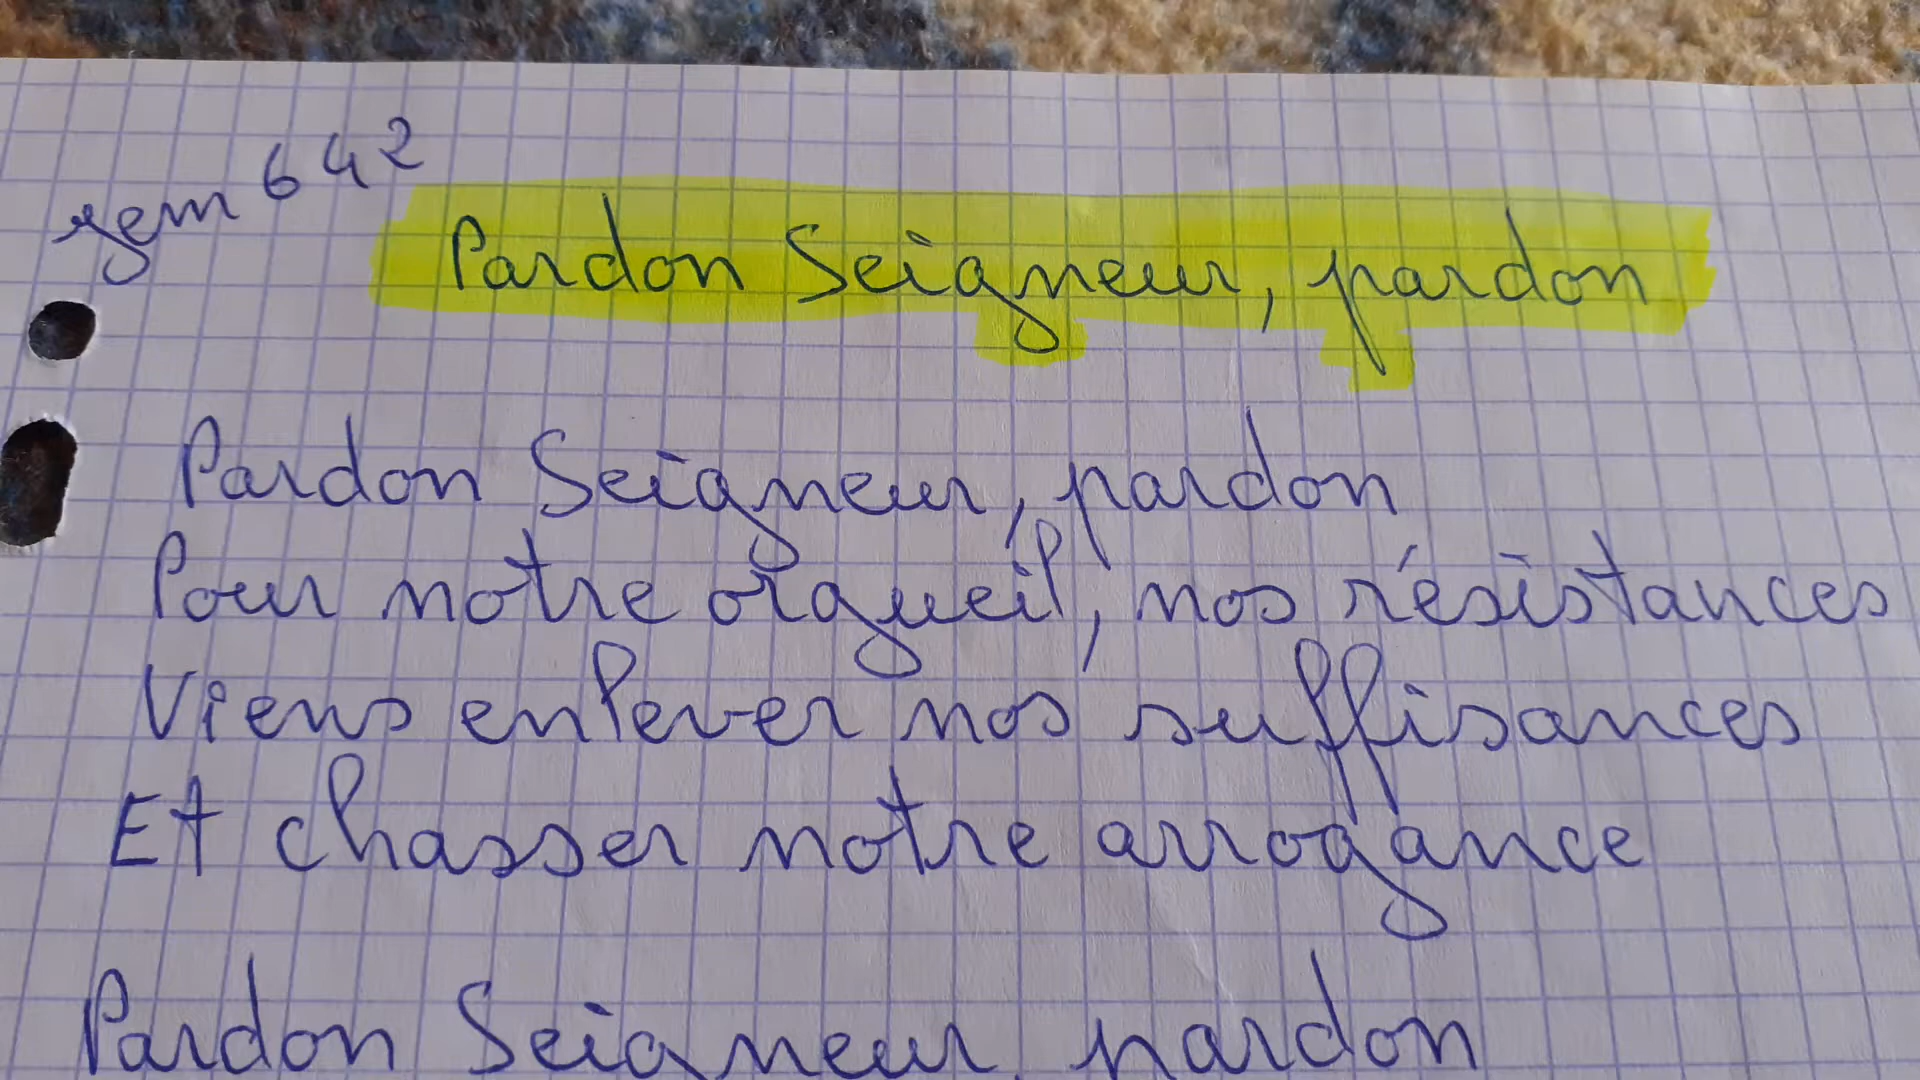 Jem 642
Pardon Seigneur, pardon
Pardon Seigneur, pardon
Pour notre orgueil, nos résistances
Viens enlever nos suffisances
Et chasser notre arrogance
Pardon Seigneur, pardon